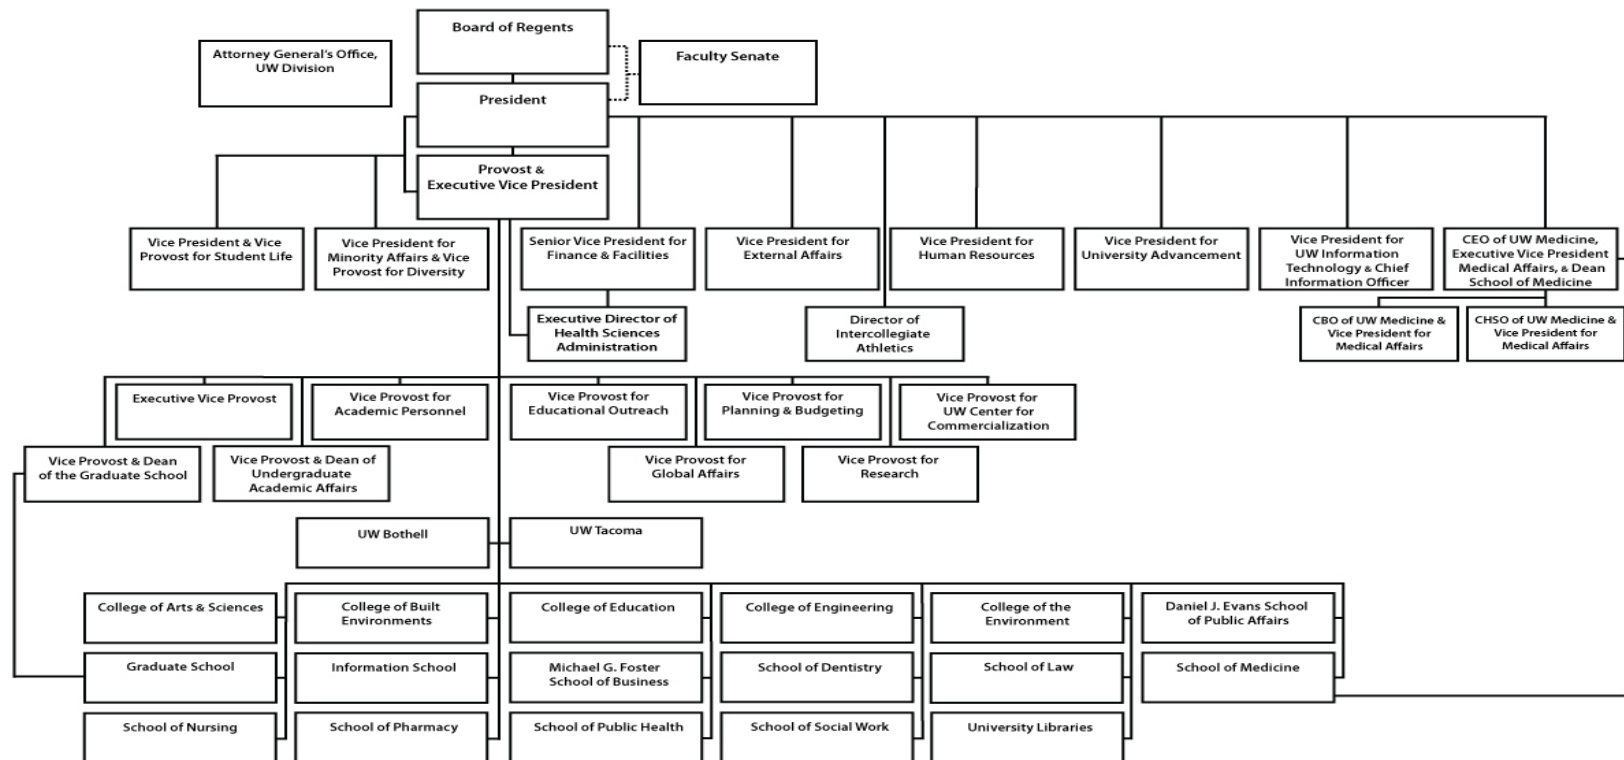 Board of Regents
Attorney General's Office,
UW Division
Faculty Senate
President
Provost &
Executive Vice President
Vice President & Vice
Provost for Student Life
Vice President for
Minority Affairs & Vice
Provost for Diversity
Senior Vice President for
Finance & Facilities
Vice President for
External Affairs
Vice President for
Human Resources
Vice President for
University Advancement
Vice President for
UW Information
Technology & Chief
Information Officer
CEO of UW Medicine,
Executive Vice President
Medical Affairs, & Dean
School of Medicine
Executive Director of
Health Sciences
Administration
Director of
Intercollegiate
Athletics
CBO of UW Medicine &
Vice President for
Medical Affairs
CHSO of UW Medicine &
Vice President for
Medical Affairs
Executive Vice Provost
Vice Provost for
Academic Personnel
Vice Provost for
Educational Outreach
Vice Provost for
Planning & Budgeting
Vice Provost for
UW Center for
Commercialization
Vice Provost & Dean
of the Graduate School
Vice Provost & Dean of
Undergraduate
Academic Affairs
Vice Provost for
Global Affairs
Vice Provost for
Research
UW Bothell
UW Tacoma
College of Arts & Sciences
College of Built
Environments
College of Education
College of Engineering
College of the
Environment
Daniel J. Evans School
of Public Affairs
Graduate School
Information School
Michael G. Foster
School of Business
School of Dentistry
School of Law
School of Medicine
School of Nursing
School of Pharmacy
School of Public Health
School of Social Work
University Libraries